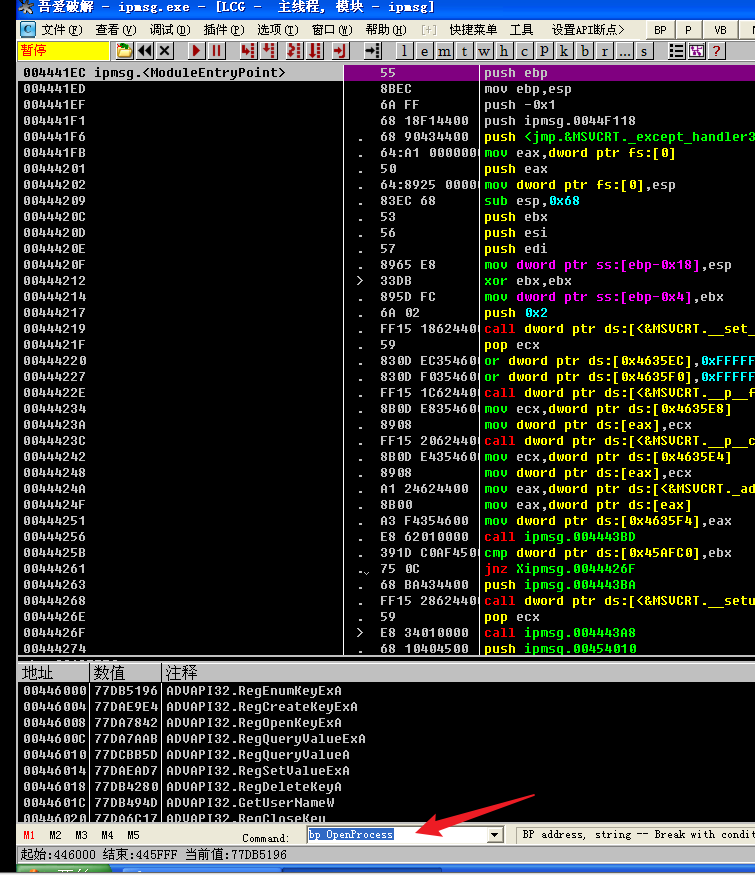 吾爱破解 - ipmsg.exe - [LCG - 主线程, 模块 - ipmsg]
C 文件(F) 查看(V) 调试(D) 插件(P) 选项(T) 窗口(W) 帮助(H) [+] 快捷菜单 工具 设置API断点> BP P VB
暂停 l e m t w h c p k b r ... s ?
004441EC ipmsg.<ModuleEntryPoint> 55 push ebp
004441ED 8BEC mov ebp,esp
004441EF 6A FF push -0x1
004441F1 . 68 18F14400 push ipmsg.0044F118
004441F6 . 68 90434400 push <jmp.&MSVCRT._except_handler3
004441FB . 64:A1 0000000 mov eax,dword ptr fs:[0]
00444201 . 50 push eax
00444202 . 64:8925 0000 mov dword ptr fs:[0],esp
00444209 . 83EC 68 sub esp,0x68
0044420C . 53 push ebx
0044420D . 56 push esi
0044420E . 57 push edi
0044420F . 8965 E8 mov dword ptr ss:[ebp-0x18],esp
00444212 > 33DB xor ebx,ebx
00444214 . 895D FC mov dword ptr ss:[ebp-0x4],ebx
00444217 . 6A 02 push 0x2
00444219 . FF15 18624400 call dword ptr ds:[<&MSVCRT.__set_
0044421F . 59 pop ecx
00444220 . 830D EC354600 or dword ptr ds:[0x4635EC],0xFFFFF
00444227 . 830D F0354600 or dword ptr ds:[0x4635F0],0xFFFFF
0044422E . FF15 1C624400 call dword ptr ds:[<&MSVCRT.__p__f
00444234 . 8B0D E8354600 mov ecx,dword ptr ds:[0x4635E8]
0044423A . 8908 mov dword ptr ds:[eax],ecx
0044423C . FF15 20624400 call dword ptr ds:[<&MSVCRT.__p__c
00444242 . 8B0D E4354600 mov ecx,dword ptr ds:[0x4635E4]
00444248 . 8908 mov dword ptr ds:[eax],ecx
0044424A . A1 24624400 mov eax,dword ptr ds:[<&MSVCRT._ad
0044424F . 8B00 mov eax,dword ptr ds:[eax]
00444251 . A3 F4354600 mov dword ptr ds:[0x4635F4],eax
00444256 . E8 62010000 call ipmsg.004443BD
0044425B . 391D C0AF4500 cmp dword ptr ds:[0x45AFC0],ebx
00444261 . 75 0C jnz Xipmsg.0044426F
00444263 . 68 BA434400 push ipmsg.004443BA
00444268 . FF15 28624400 call dword ptr ds:[<&MSVCRT.__setu
0044426E . 59 pop ecx
0044426F > E8 34010000 call ipmsg.004443A8
00444274 . 68 10404500 push ipmsg.00454010
地址 数值 注释
00446000 77DB5196 ADVAPI32.RegEnumKeyExA
00446004 77DAE9E4 ADVAPI32.RegCreateKeyExA
00446008 77DA7842 ADVAPI32.RegOpenKeyExA
0044600C 77DA7AAB ADVAPI32.RegQueryValueExA
00446010 77DCBB5D ADVAPI32.RegQueryValueA
00446014 77DAEAD7 ADVAPI32.RegSetValueExA
00446018 77DB4280 ADVAPI32.RegDeleteKeyA
0044601C 77DB494D ADVAPI32.GetUserNameW
00446020 77DA6C17 ADVAPI32.RegCloseKey
M1 M2 M3 M4 M5 Command: bp OpenProcess BP address, string -- Break with condit
起始:446000 结束:445FFF 当前值:77DB5196